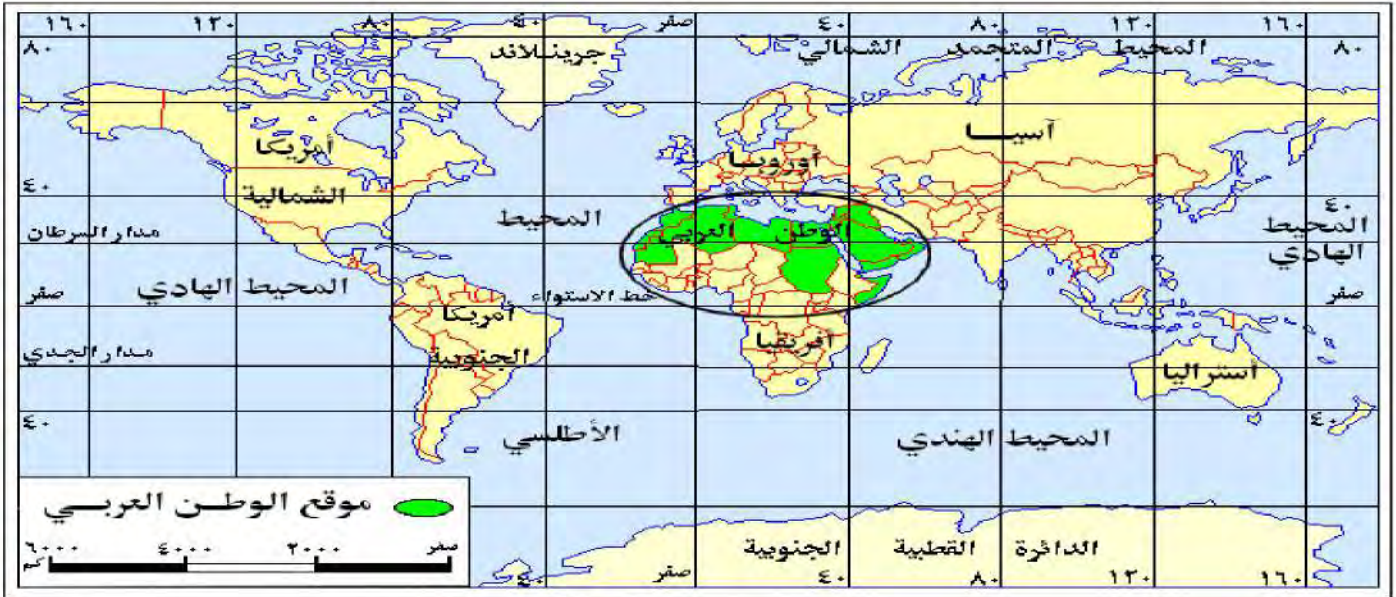 ١٦٠ ١٢٠ ٨٠ ٤٠ صفر ٤٠ ٨٠ ١٢٠ ١٦٠
٨٠ ٨٠
المحيط المتجمد الشمالي
جرينلاند
آسيا
أمريكا
الشمالية
أوروبا
٤٠ ٤٠
المحيط
الوطن العربي
المحيط
الهادي
مدار السرطان
المحيط الهادي
صفر
خط الاستواء
صفر
أمريكا
الجنوبية
أفريقيا
مدار الجدي
أستراليا
٤٠ ٤٠
الأطلسي
المحيط الهندي
موقع الوطن العربي
صفر ٢٠٠٠ ٤٠٠٠ ٦٠٠٠
كم
الدائرة القطبية الجنوبية
٤٠ صفر ٤٠ ٨٠ ١٢٠ ١٦٠